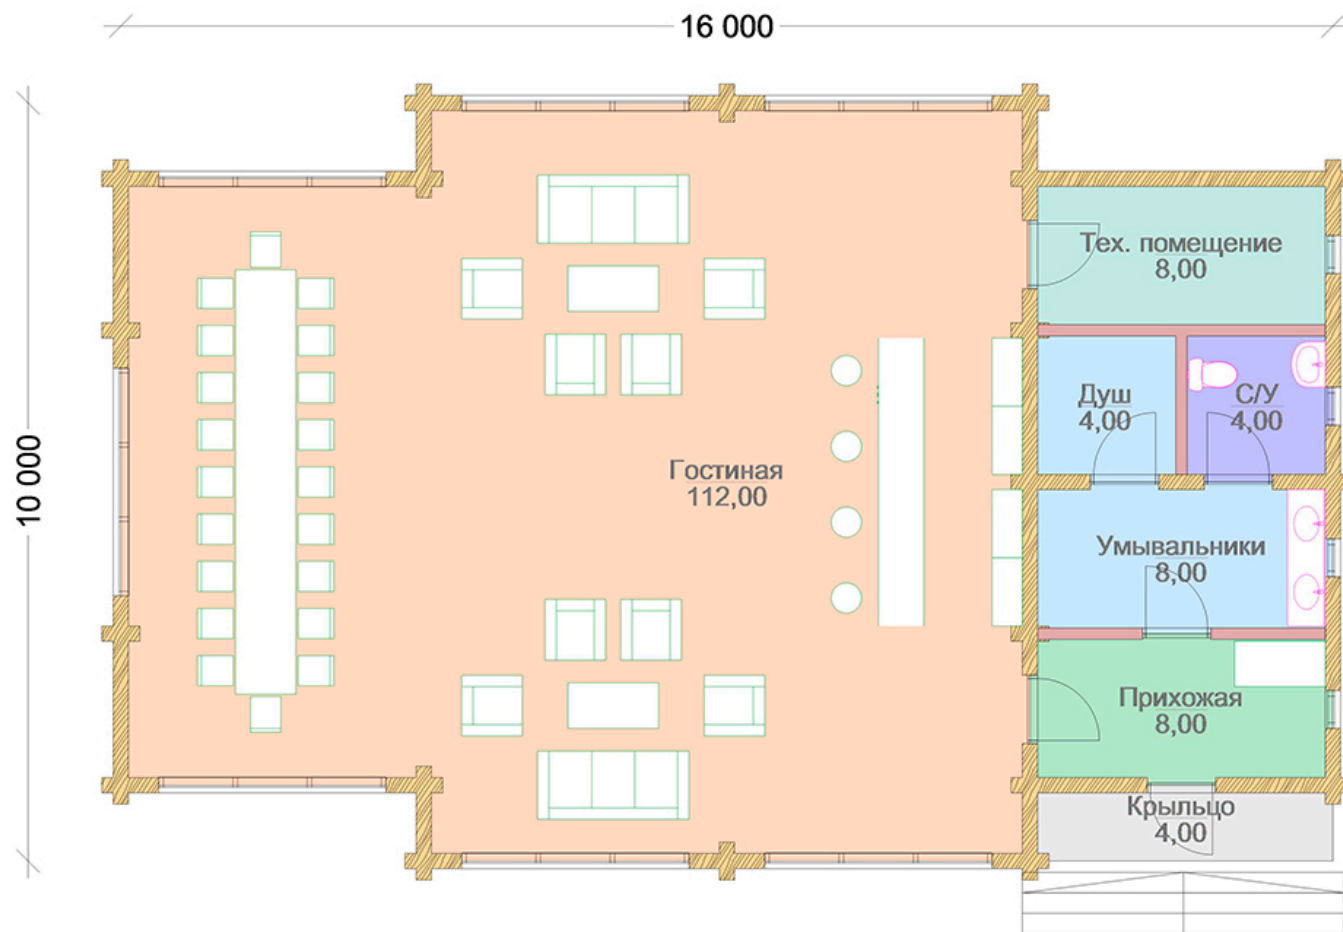 16 000
10 000
Тех. помещение
8,00
Душ
4,00
С/У
4,00
Гостиная
112,00
Умывальники
8,00
Прихожая
8,00
Крыльцо
4,00